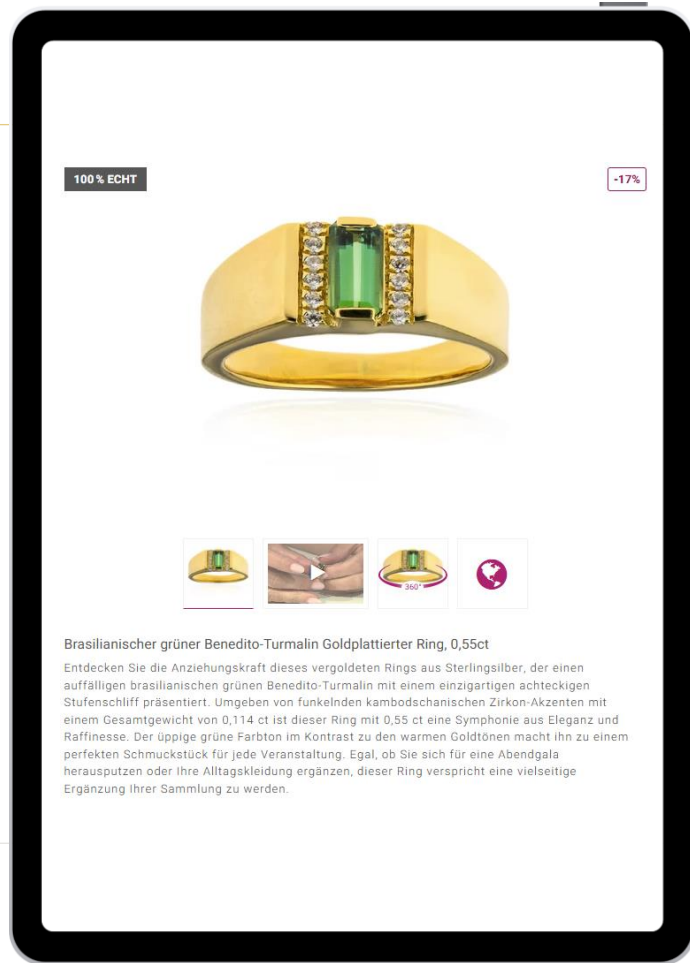 100 % ECHT
-17%
360°
Brasilianischer grüner Benedito-Turmalin Goldplattierter Ring, 0,55ct
Entdecken Sie die Anziehungskraft dieses vergoldeten Rings aus Sterlingsilber, der einen
auffälligen brasilianischen grünen Benedito-Turmalin mit einem einzigartigen achteckigen
Stufenschliff präsentiert. Umgeben von funkelnden kambodschanischen Zirkon-Akzenten mit
einem Gesamtgewicht von 0,114 ct ist dieser Ring mit 0,55 ct eine Symphonie aus Eleganz und
Raffinesse. Der üppige grüne Farbton im Kontrast zu den warmen Goldtönen macht ihn zu einem
perfekten Schmuckstück für jede Veranstaltung. Egal, ob Sie sich für eine Abendgala
herausputzen oder Ihre Alltagskleidung ergänzen, dieser Ring verspricht eine vielseitige
Ergänzung Ihrer Sammlung zu werden.